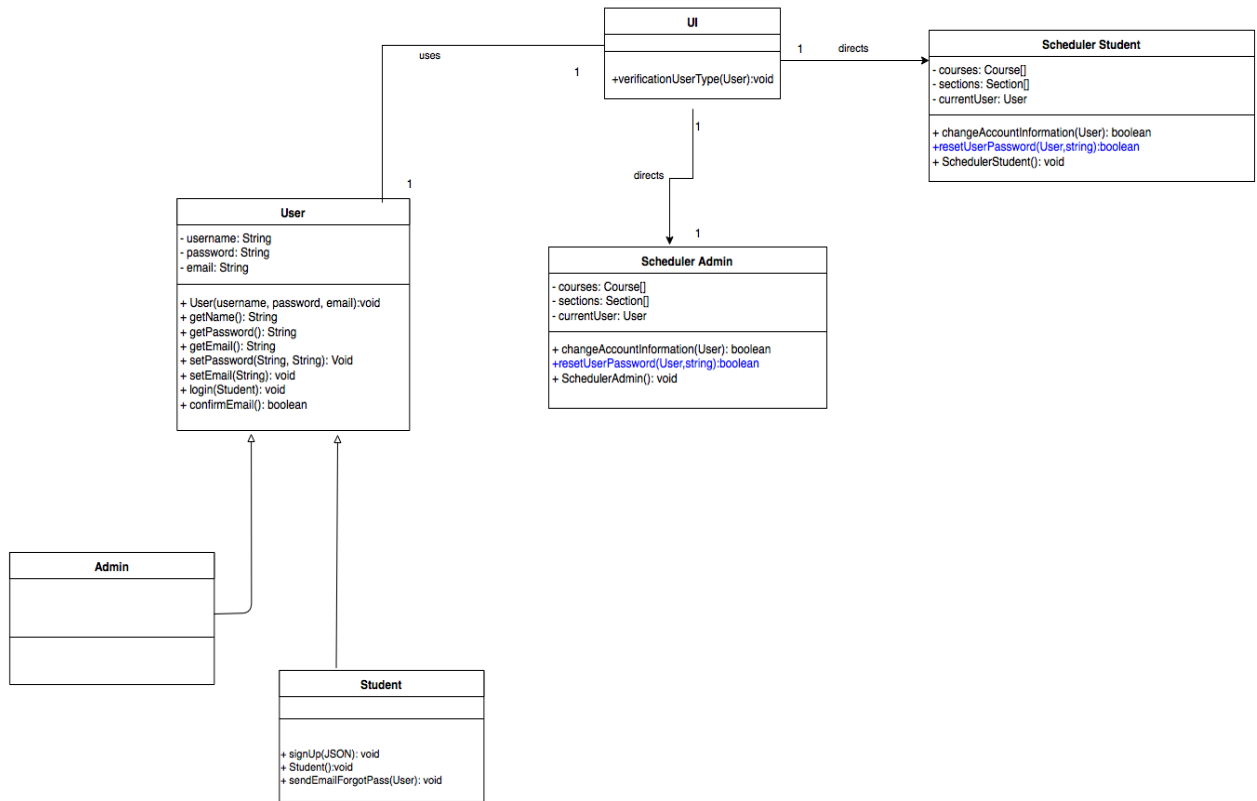 UI
+verificationUserType(User):void
uses
1
1
1
directs
Scheduler Student
- courses: Course[]
- sections: Section[]
- currentUser: User
+ changeAccountInformation(User): boolean
+resetUserPassword(User,string):boolean
+ SchedulerStudent(): void
1
directs
1
Scheduler Admin
- courses: Course[]
- sections: Section[]
- currentUser: User
+ changeAccountInformation(User): boolean
+resetUserPassword(User,string):boolean
+ SchedulerAdmin(): void
User
- username: String
- password: String
- email: String
+ User(username, password, email):void
+ getName(): String
+ getPassword(): String
+ getEmail(): String
+ setPassword(String, String): Void
+ setEmail(String): void
+ login(Student): void
+ confirmEmail(): boolean
Admin
Student
+ signUp(JSON): void
+ Student():void
+ sendEmailForgotPass(User): void